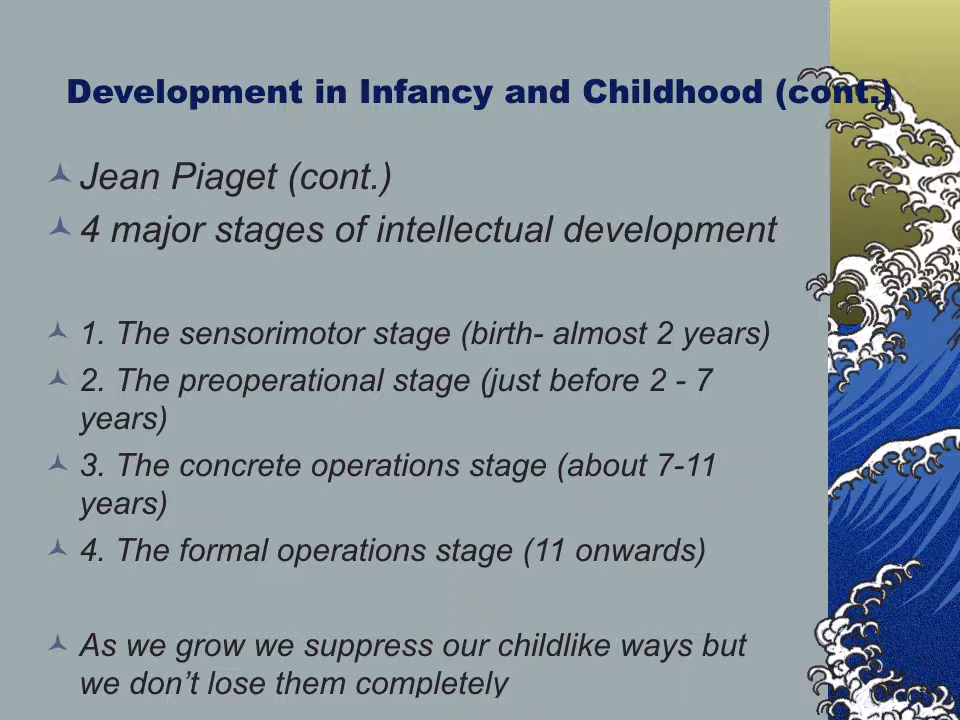 Development in Infancy and Childhood (cont.)
Jean Piaget (cont.)
4 major stages of intellectual development
1. The sensorimotor stage (birth- almost 2 years)
2. The preoperational stage (just before 2 - 7
years)
3. The concrete operations stage (about 7-11
years)
4. The formal operations stage (11 onwards)
As we grow we suppress our childlike ways but
we don’t lose them completely